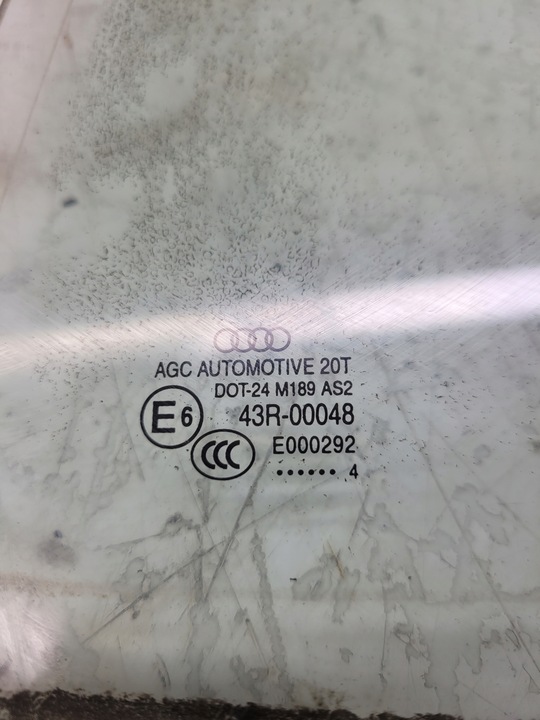 AGC AUTOMOTIVE 20T
DOT-24 M189 AS2
E6 43R-00048
CCC E000292
...... 4